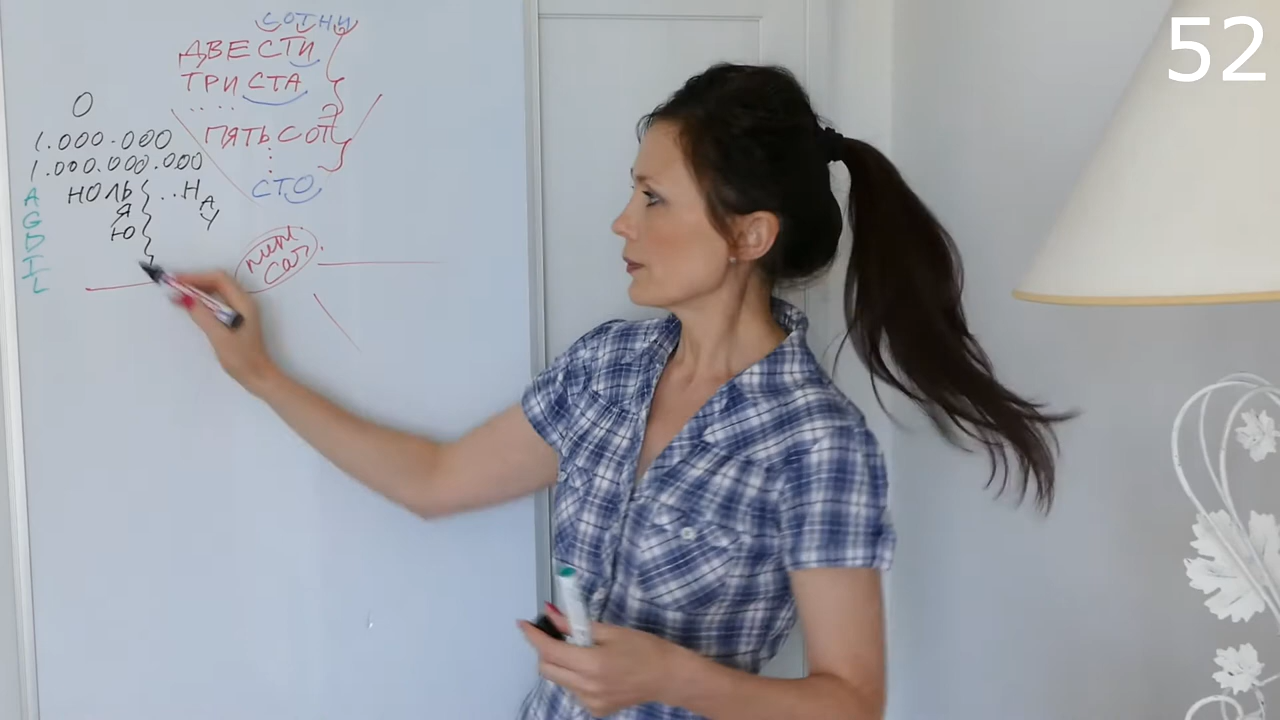 52
СОТНИ
ДВЕСТИ
ТРИСТА
....
0
1.000.000
ПЯТЬСОТ
1.000.000.000
СТО
НОЛЬ ..Н
А
Я
У
Ю
A
G
D
I
L